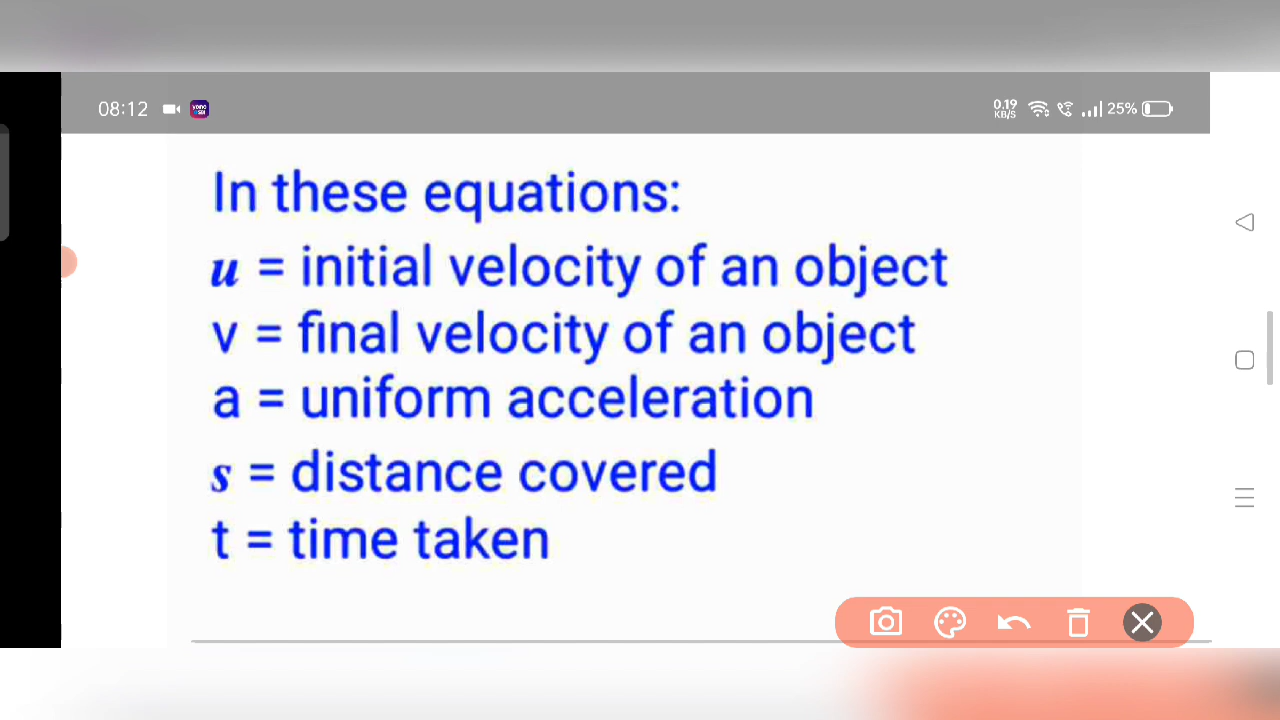 08:12
0.19 KB/S 25%
In these equations:
u = initial velocity of an object
v = final velocity of an object
a = uniform acceleration
s = distance covered
t = time taken